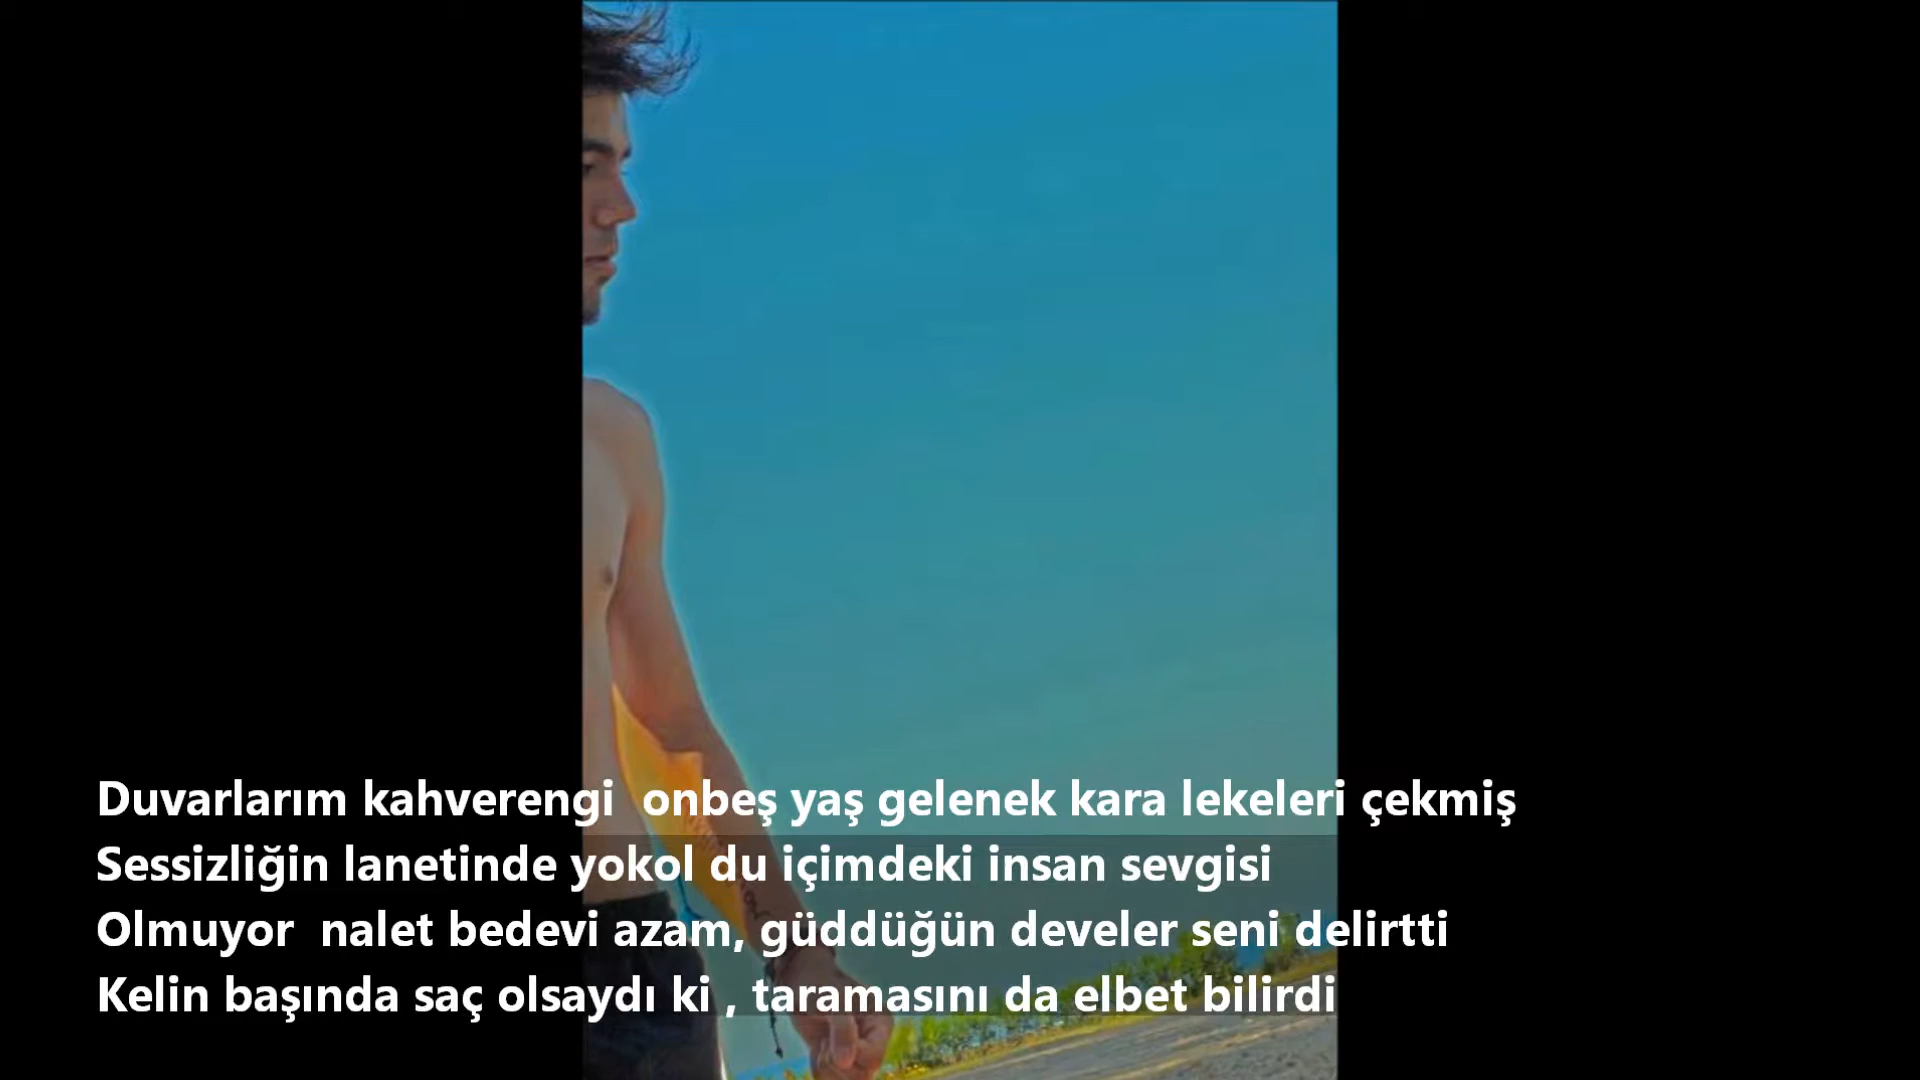 Duvarlarım kahverengi  onbeş yaş gelenek kara lekeleri çekmiş
Sessizliğin lanetinde yokol du içimdeki insan sevgisi
Olmuyor  nalet bedevi azam, güddüğün develer seni delirtti
Kelin başında saç olsaydı ki , taramasını da elbet bilirdi